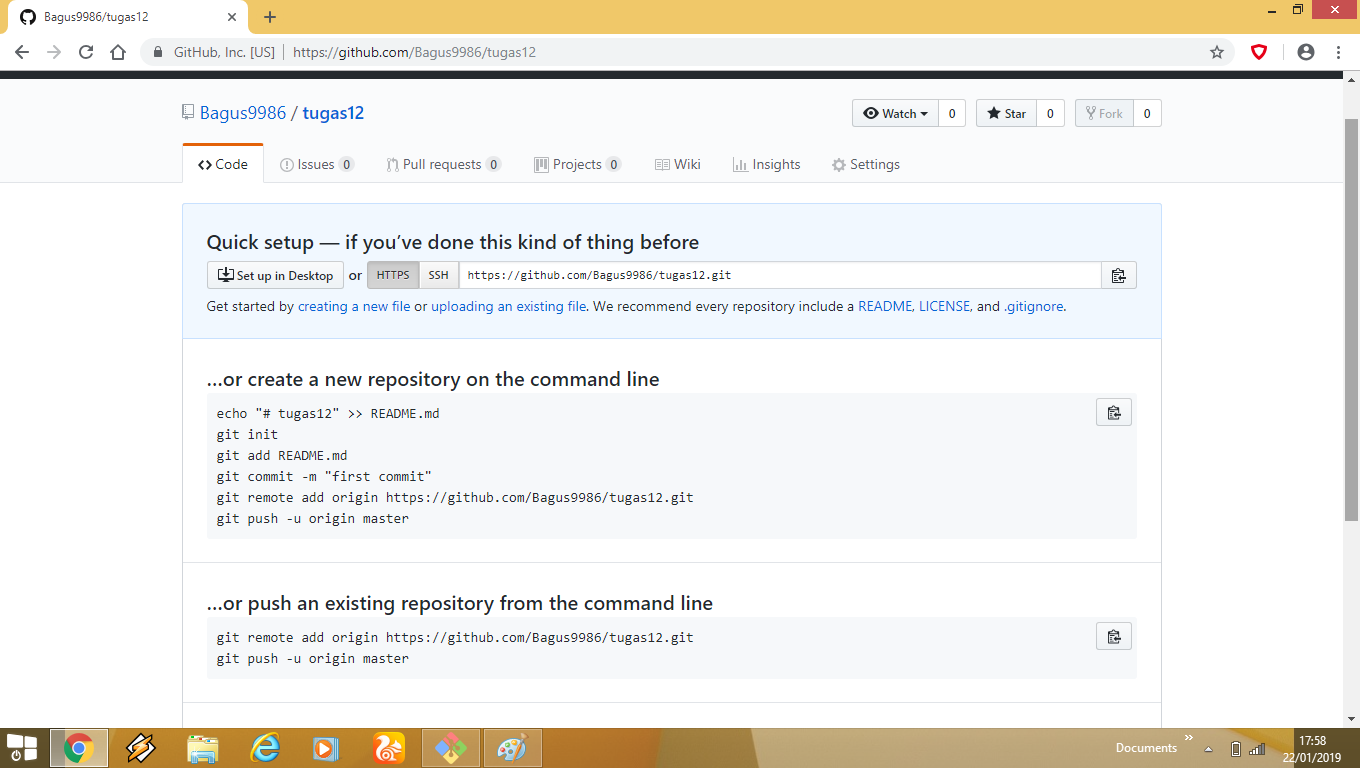 Bagus9986/tugas12
GitHub, Inc. [US] | https://github.com/Bagus9986/tugas12
Bagus9986 / tugas12
Watch 0 Star 0 Fork 0
<> Code Issues 0 Pull requests 0 Projects 0 Wiki Insights Settings
Quick setup — if you’ve done this kind of thing before
Set up in Desktop or HTTPS SSH https://github.com/Bagus9986/tugas12.git
Get started by creating a new file or uploading an existing file. We recommend every repository include a README, LICENSE, and .gitignore.
…or create a new repository on the command line
echo "# tugas12" >> README.md
git init
git add README.md
git commit -m "first commit"
git remote add origin https://github.com/Bagus9986/tugas12.git
git push -u origin master
…or push an existing repository from the command line
git remote add origin https://github.com/Bagus9986/tugas12.git
git push -u origin master
Documents
17:58
22/01/2019